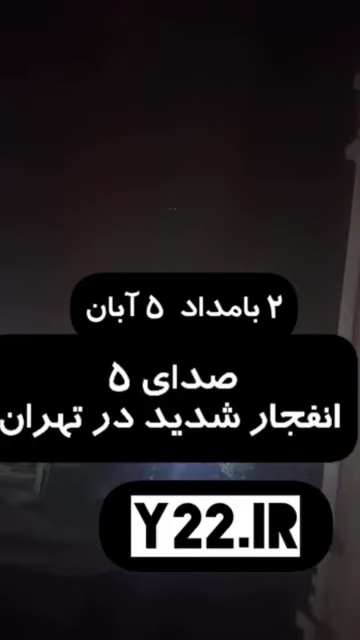 ۲ بامداد ۵ آبان
صدای ۵
انفجار شدید در تهران
Y22.IR